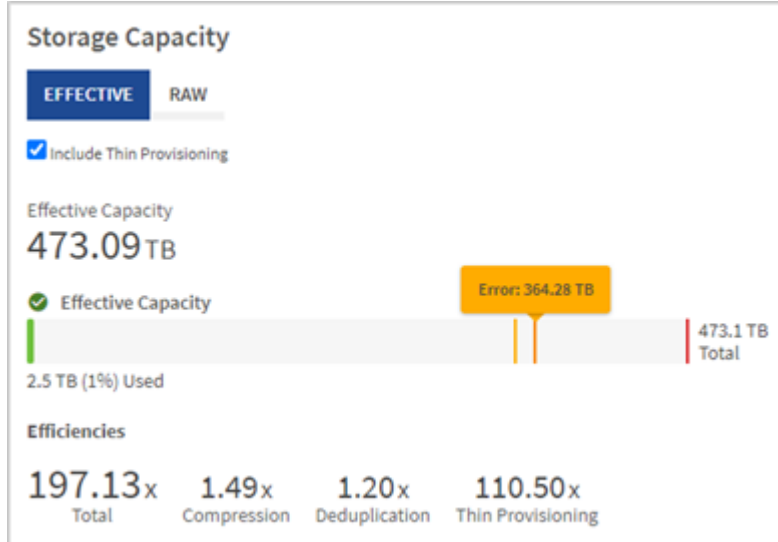 Storage Capacity
EFFECTIVE RAW
Include Thin Provisioning
Effective Capacity
473.09 TB
Error: 364.28 TB
Effective Capacity
473.1 TB
Total
2.5 TB (1%) Used
Efficiencies
197.13x 1.49x 1.20x 110.50x
Total Compression Deduplication Thin Provisioning